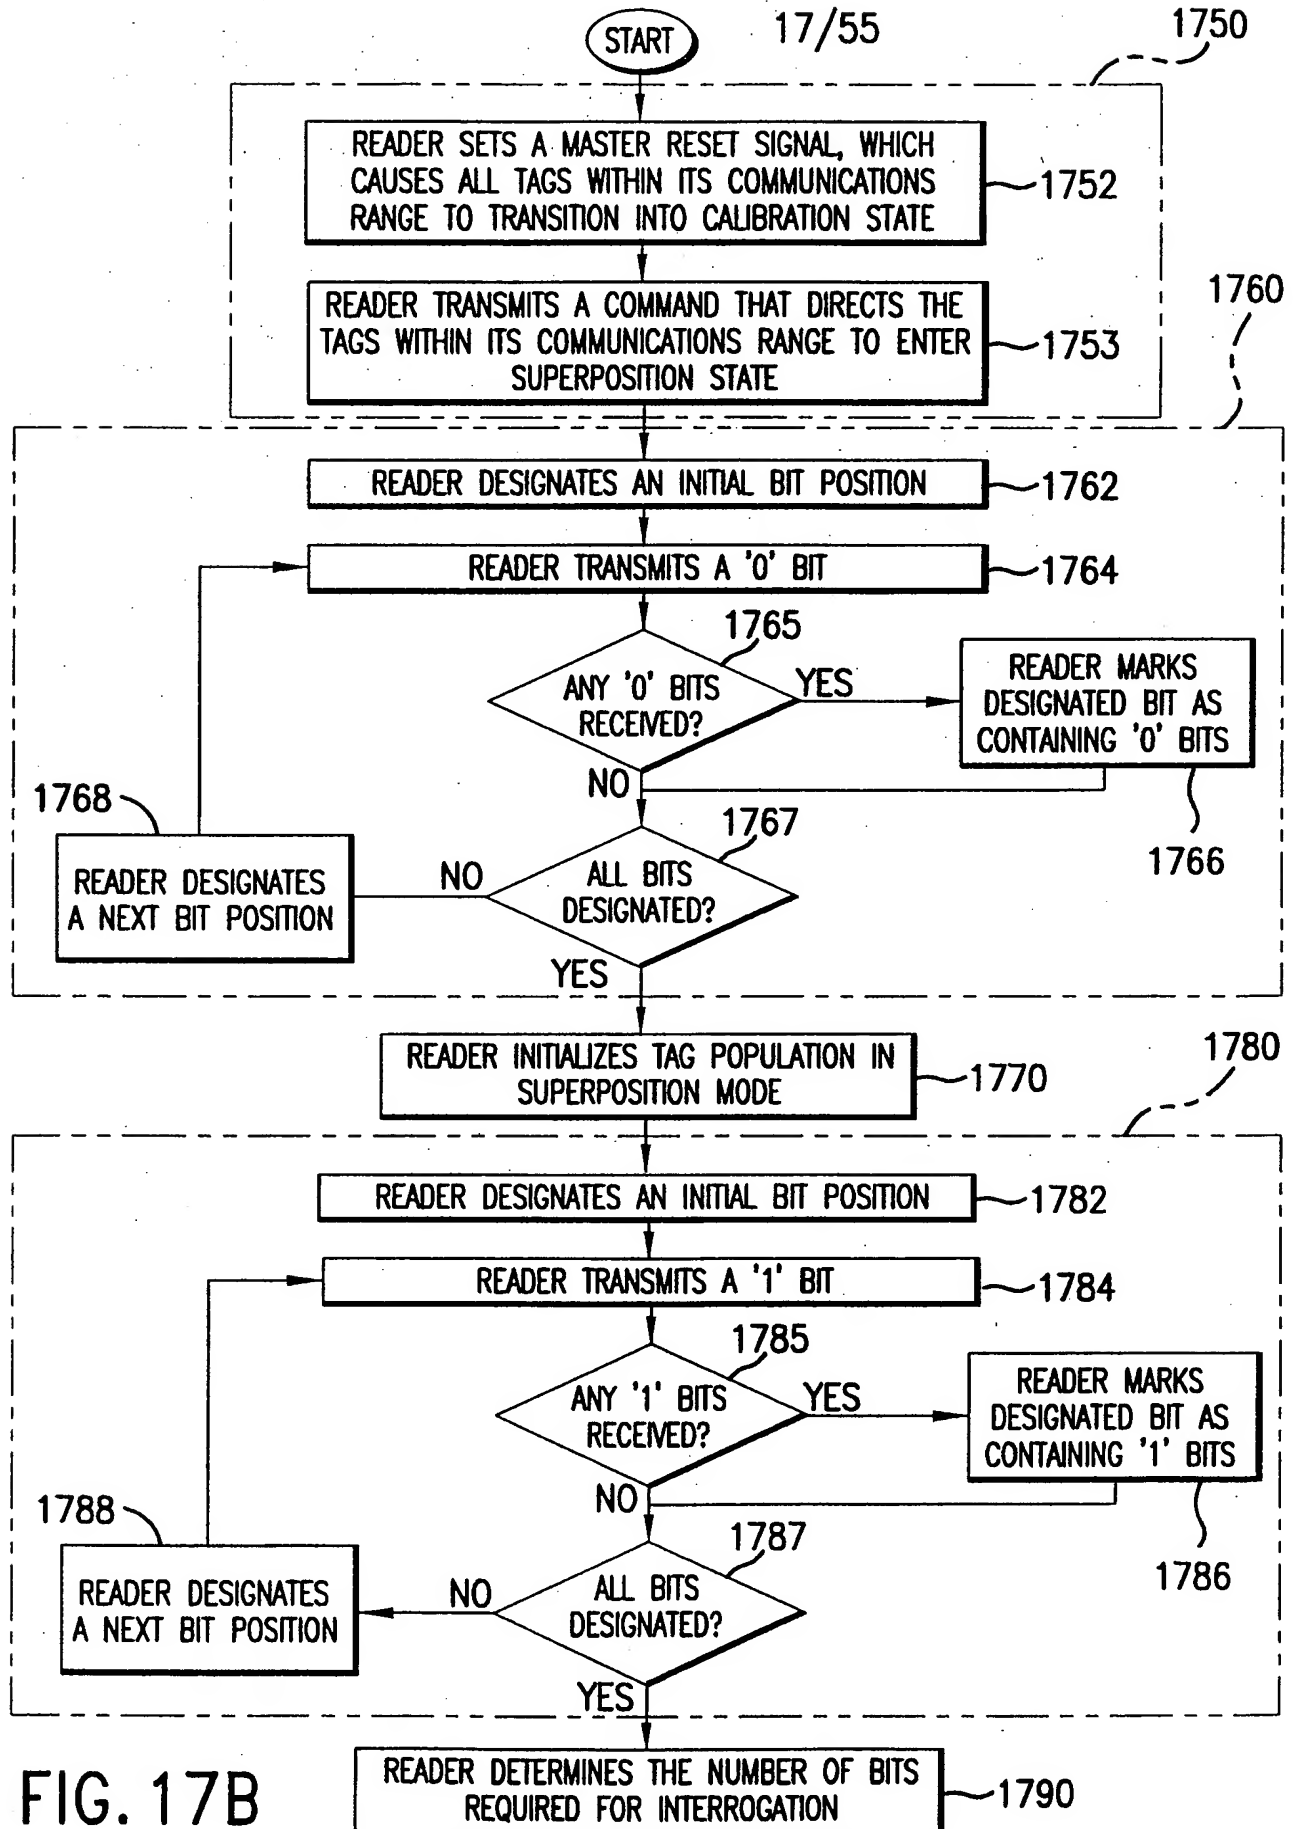 START
17/55
1750
READER SETS A MASTER RESET SIGNAL, WHICH
CAUSES ALL TAGS WITHIN ITS COMMUNICATIONS
RANGE TO TRANSITION INTO CALIBRATION STATE
1752
READER TRANSMITS A COMMAND THAT DIRECTS THE
TAGS WITHIN ITS COMMUNICATIONS RANGE TO ENTER
SUPERPOSITION STATE
1753
1760
READER DESIGNATES AN INITIAL BIT POSITION
1762
READER TRANSMITS A '0' BIT
1764
1765
ANY '0' BITS
RECEIVED?
YES
NO
READER MARKS
DESIGNATED BIT AS
CONTAINING '0' BITS
1766
1767
ALL BITS
DESIGNATED?
NO
YES
1768
READER DESIGNATES
A NEXT BIT POSITION
READER INITIALIZES TAG POPULATION IN
SUPERPOSITION MODE
1770
1780
READER DESIGNATES AN INITIAL BIT POSITION
1782
READER TRANSMITS A '1' BIT
1784
1785
ANY '1' BITS
RECEIVED?
YES
NO
READER MARKS
DESIGNATED BIT AS
CONTAINING '1' BITS
1786
1787
ALL BITS
DESIGNATED?
NO
YES
1788
READER DESIGNATES
A NEXT BIT POSITION
READER DETERMINES THE NUMBER OF BITS
REQUIRED FOR INTERROGATION
1790
FIG. 17B